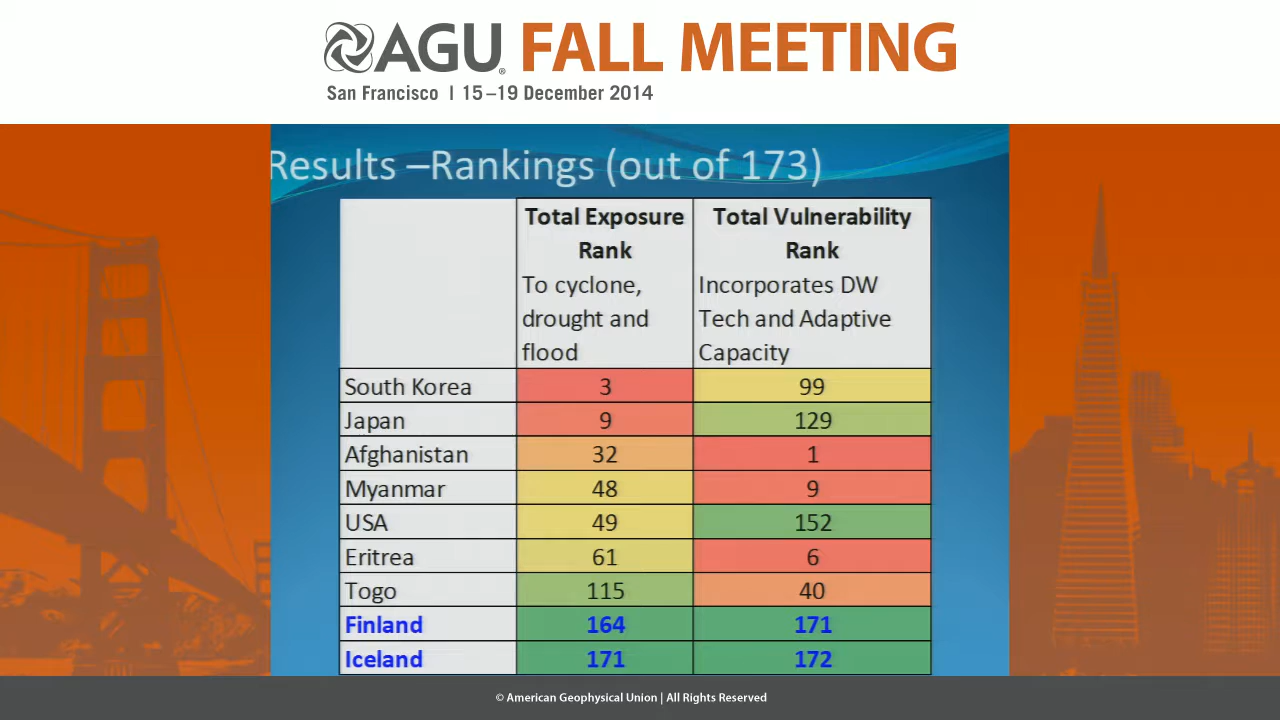 AGU FALL MEETING
San Francisco | 15–19 December 2014
Results –Rankings (out of 173)
Total Exposure
Rank
To cyclone,
drought and
flood
Total Vulnerability
Rank
Incorporates DW
Tech and Adaptive
Capacity
South Korea 3 99
Japan 9 129
Afghanistan 32 1
Myanmar 48 9
USA 49 152
Eritrea 61 6
Togo 115 40
Finland 164 171
Iceland 171 172
© American Geophysical Union | All Rights Reserved